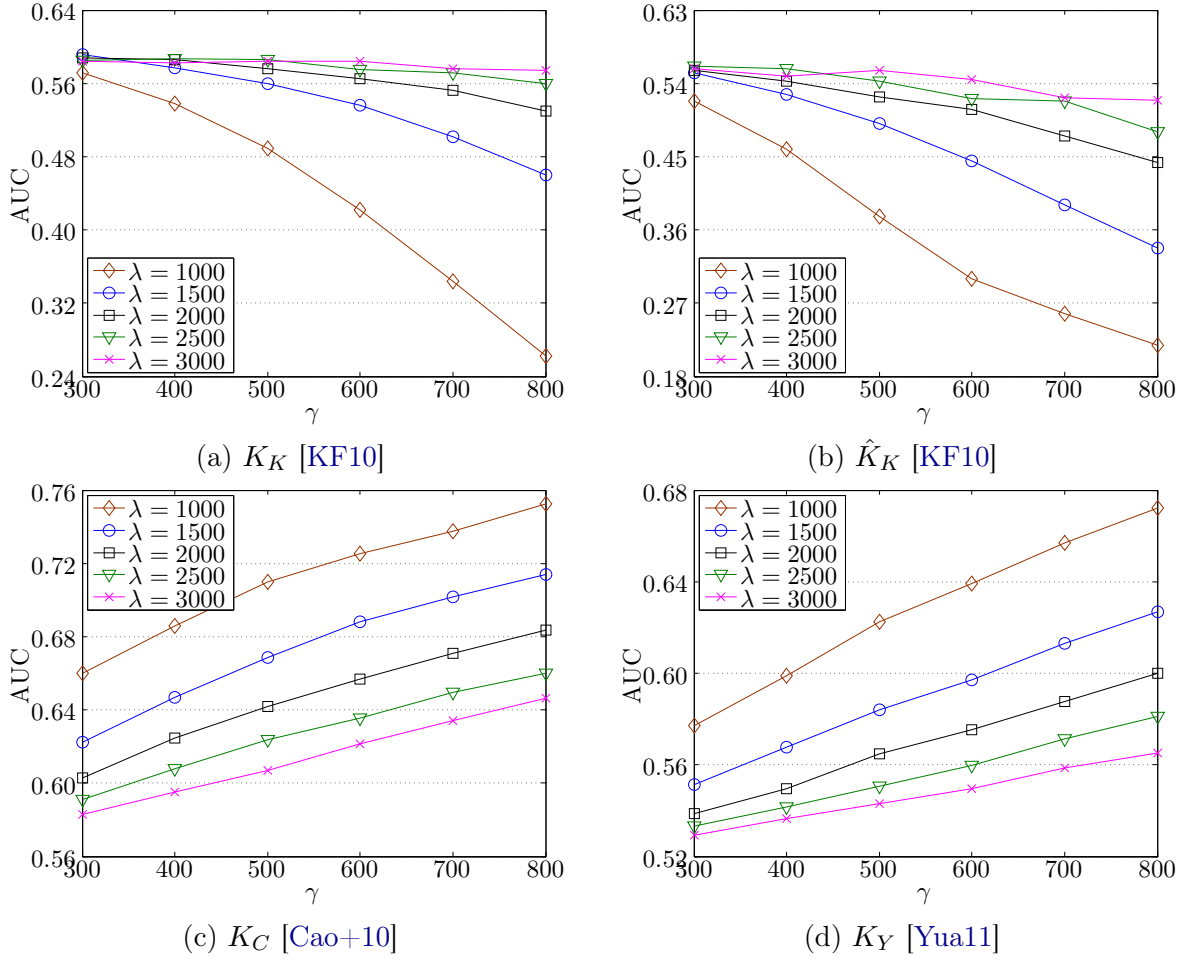 0.64
0.56
0.48
0.40
0.32
0.24
AUC
λ = 1000
λ = 1500
λ = 2000
λ = 2500
λ = 3000
300 400 500 600 700 800
γ
(a) K_K [KF10]
0.63
0.54
0.45
0.36
0.27
0.18
AUC
λ = 1000
λ = 1500
λ = 2000
λ = 2500
λ = 3000
300 400 500 600 700 800
γ
(b) K̂_K [KF10]
0.76
0.72
0.68
0.64
0.60
0.56
AUC
λ = 1000
λ = 1500
λ = 2000
λ = 2500
λ = 3000
300 400 500 600 700 800
γ
(c) K_C [Cao+10]
0.68
0.64
0.60
0.56
0.52
AUC
λ = 1000
λ = 1500
λ = 2000
λ = 2500
λ = 3000
300 400 500 600 700 800
γ
(d) K_Y [Yua11]